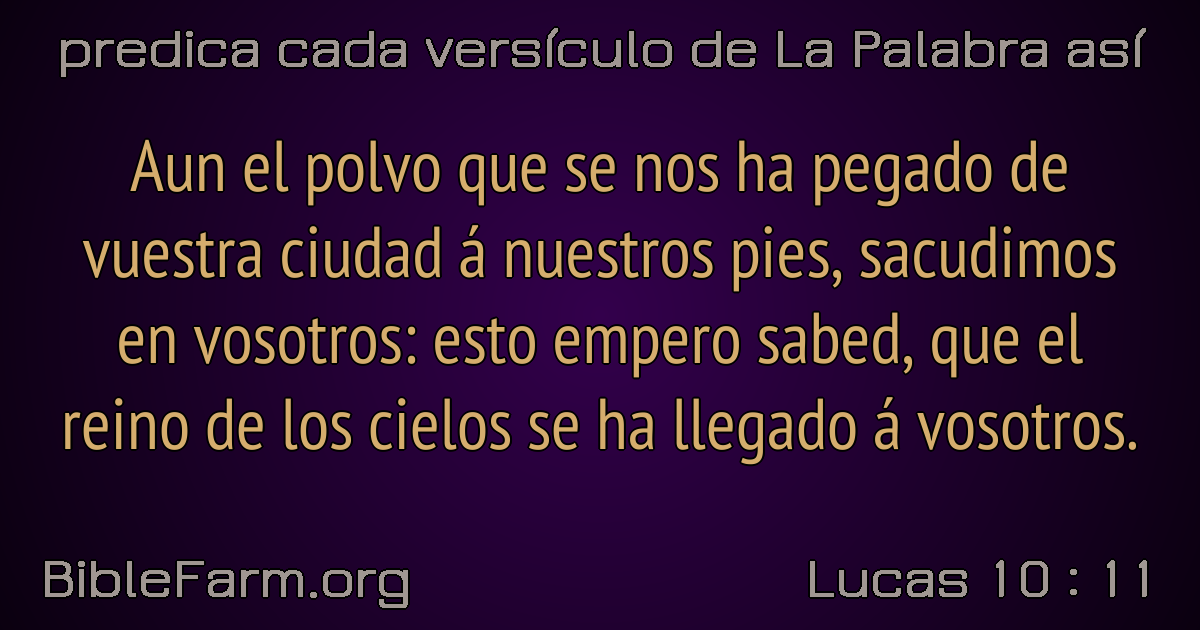 predica cada versículo de La Palabra así
Aun el polvo que se nos ha pegado de
vuestra ciudad á nuestros pies, sacudimos
en vosotros: esto empero sabed, que el
reino de los cielos se ha llegado á vosotros.
BibleFarm.org
Lucas 10 : 11